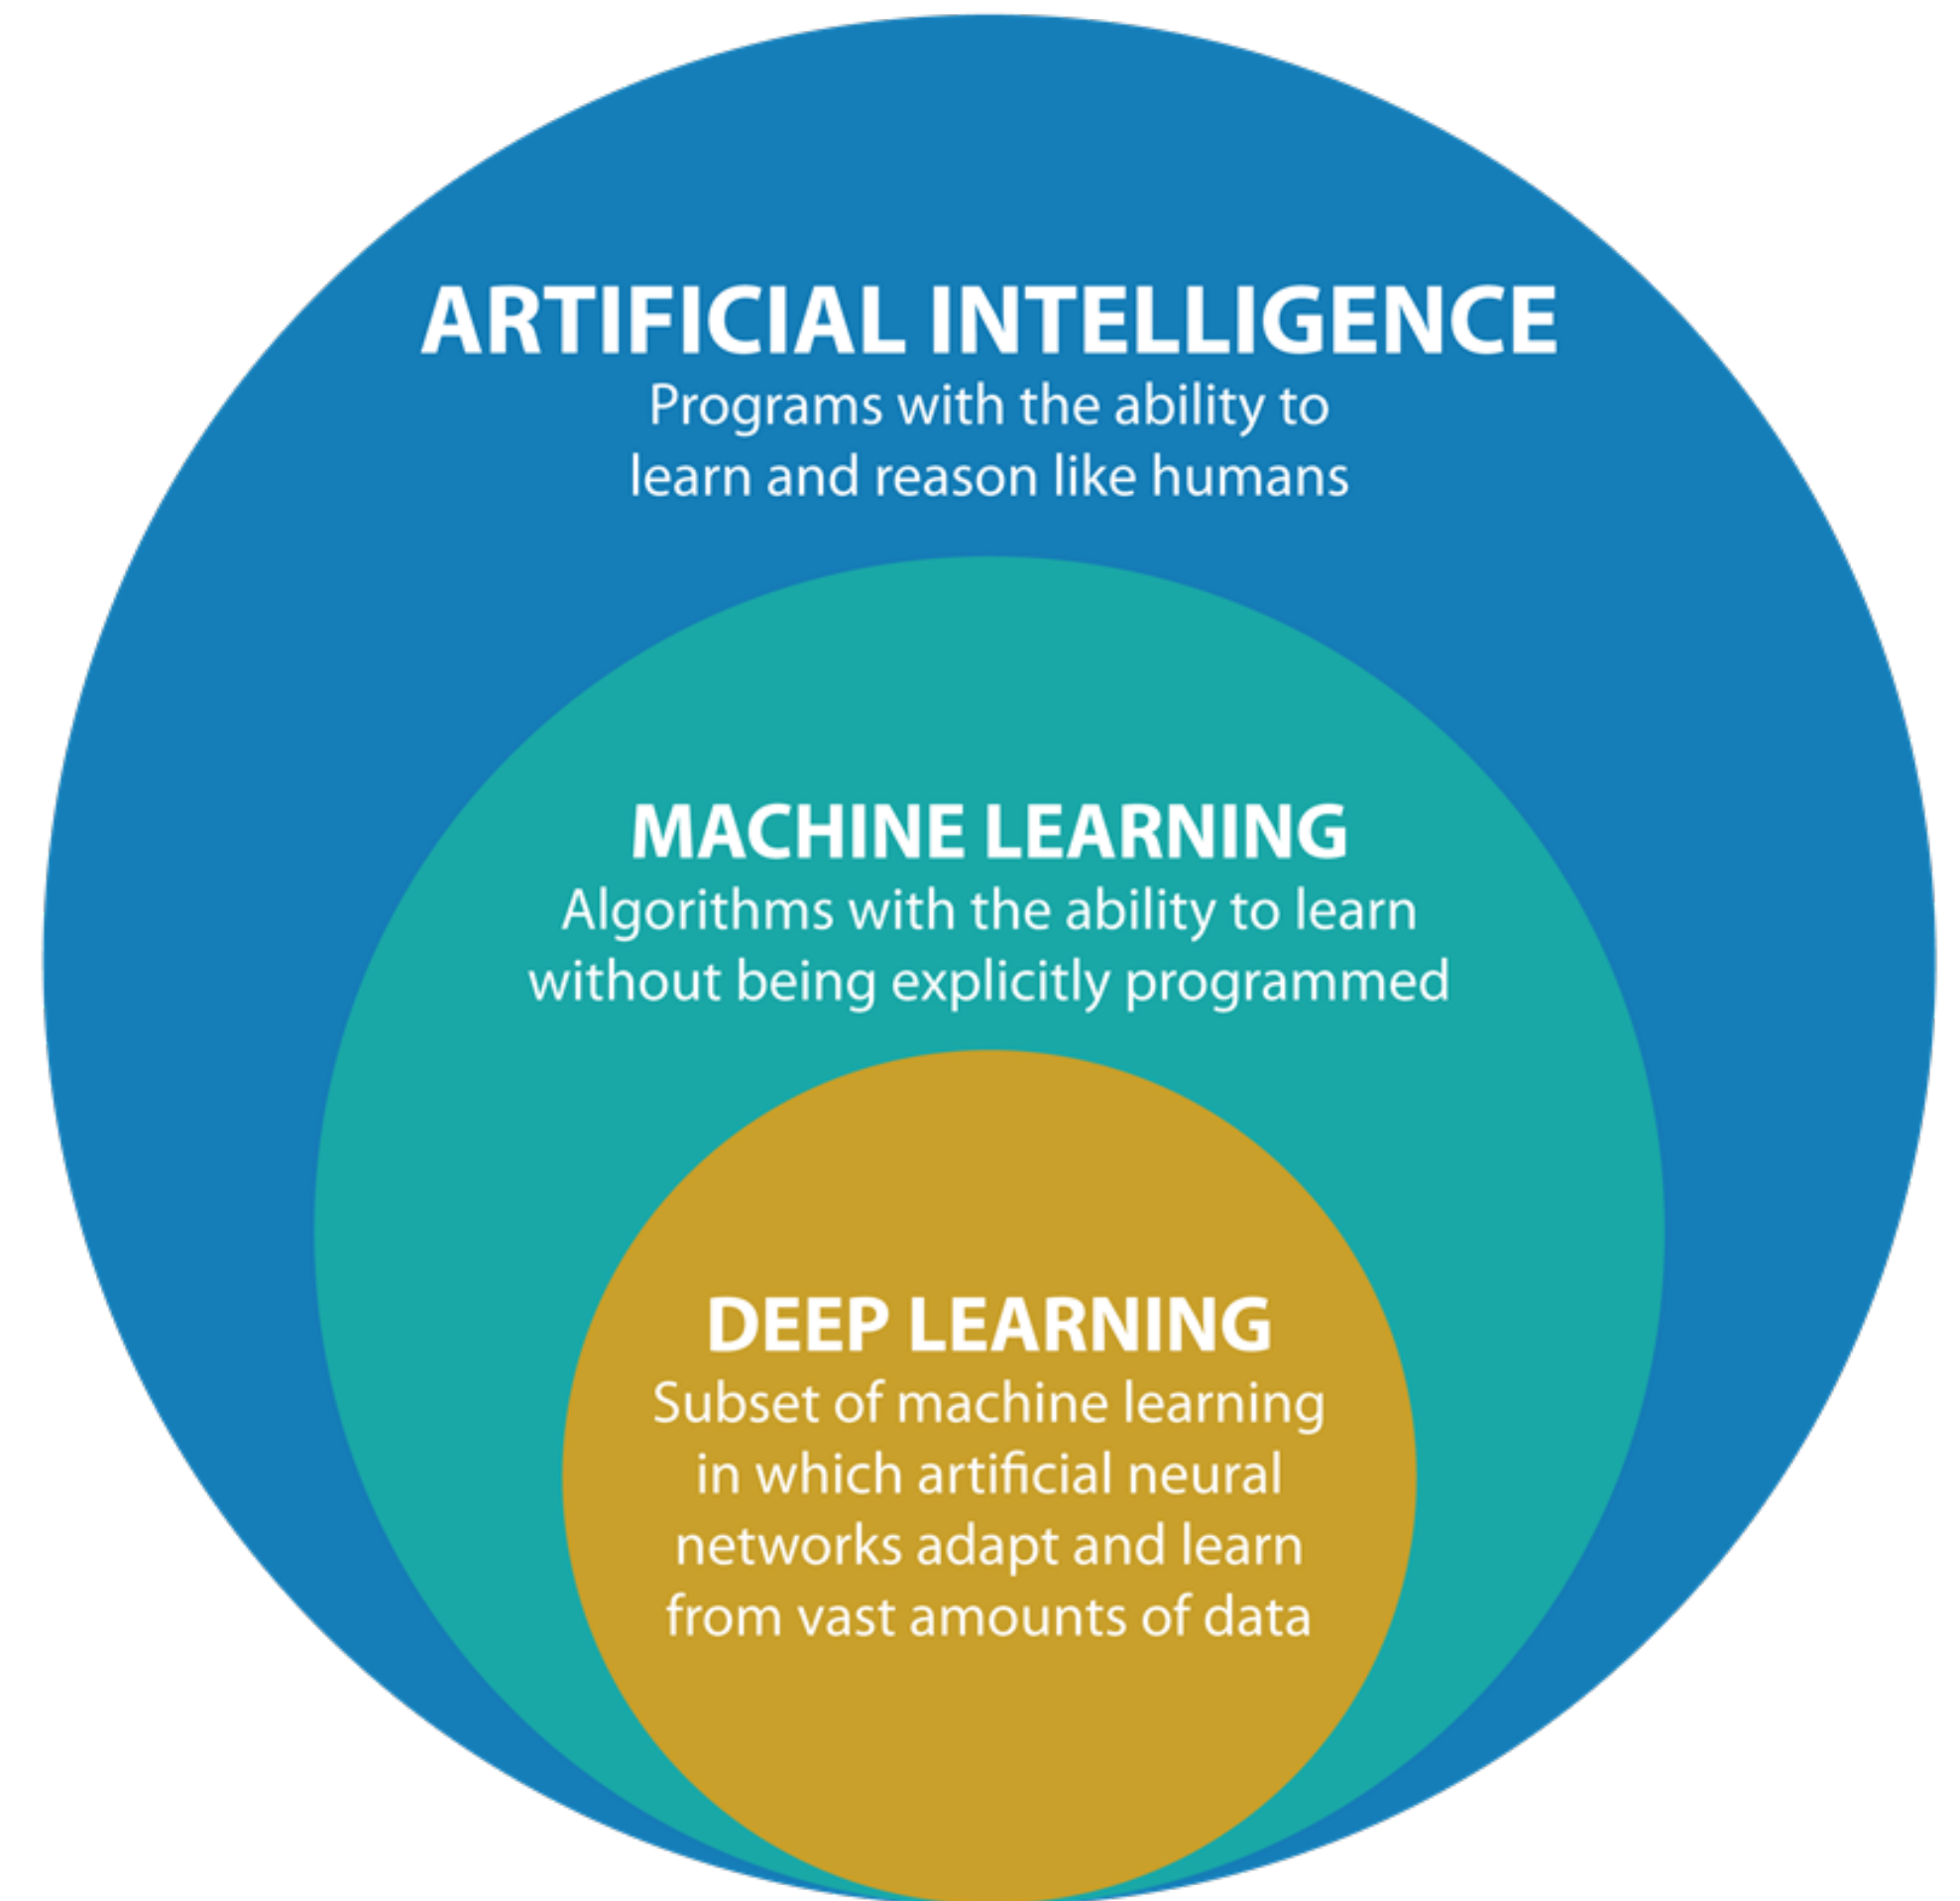 ARTIFICIAL INTELLIGENCE
Programs with the ability to
learn and reason like humans
MACHINE LEARNING
Algorithms with the ability to learn
without being explicitly programmed
DEEP LEARNING
Subset of machine learning
in which artificial neural
networks adapt and learn
from vast amounts of data